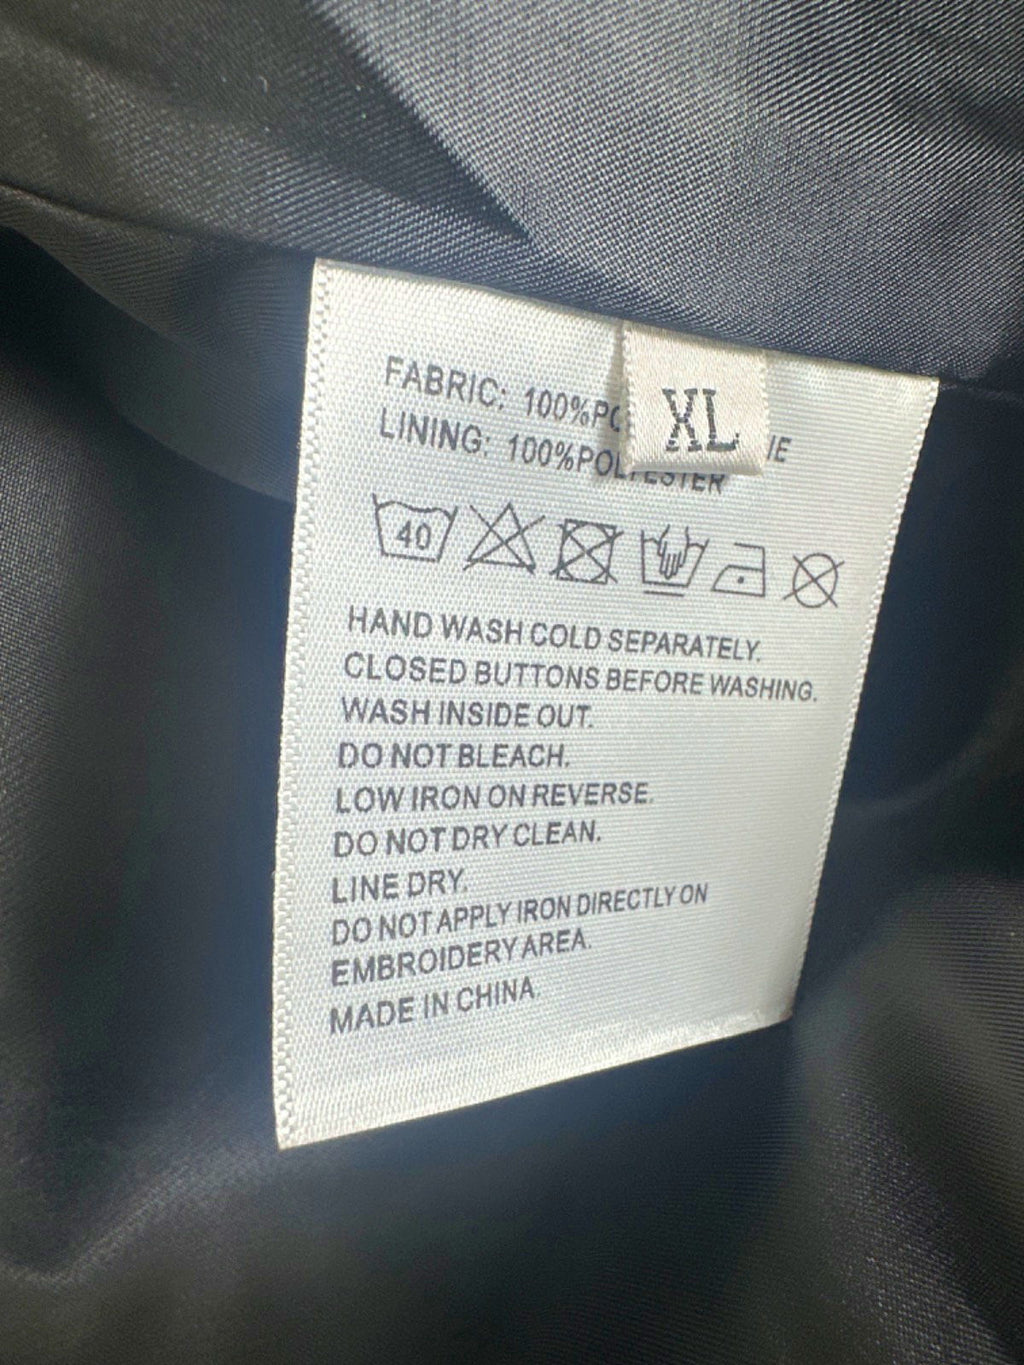 FABRIC: 100%
LINING: 100%POLYESTER
XL
40
HAND WASH COLD SEPARATELY.
CLOSED BUTTONS BEFORE WASHING.
WASH INSIDE OUT.
DO NOT BLEACH.
LOW IRON ON REVERSE.
DO NOT DRY CLEAN.
LINE DRY.
DO NOT APPLY IRON DIRECTLY ON
EMBROIDERY AREA.
MADE IN CHINA.